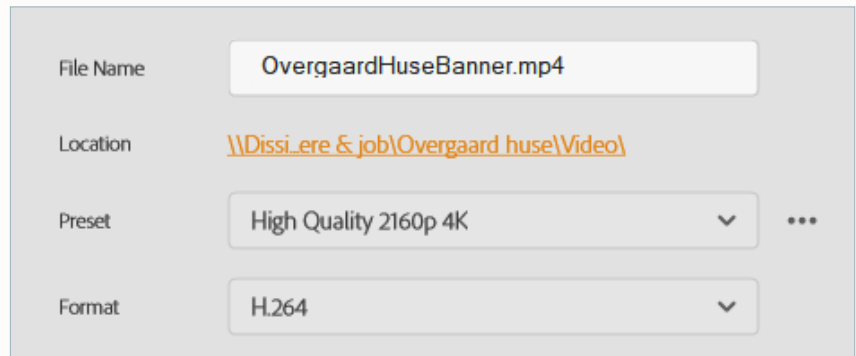 File Name OvergaardHuseBanner.mp4
Location \\Dissi...ere & job\Overgaard huse\Video\
Preset High Quality 2160p 4K
Format H.264